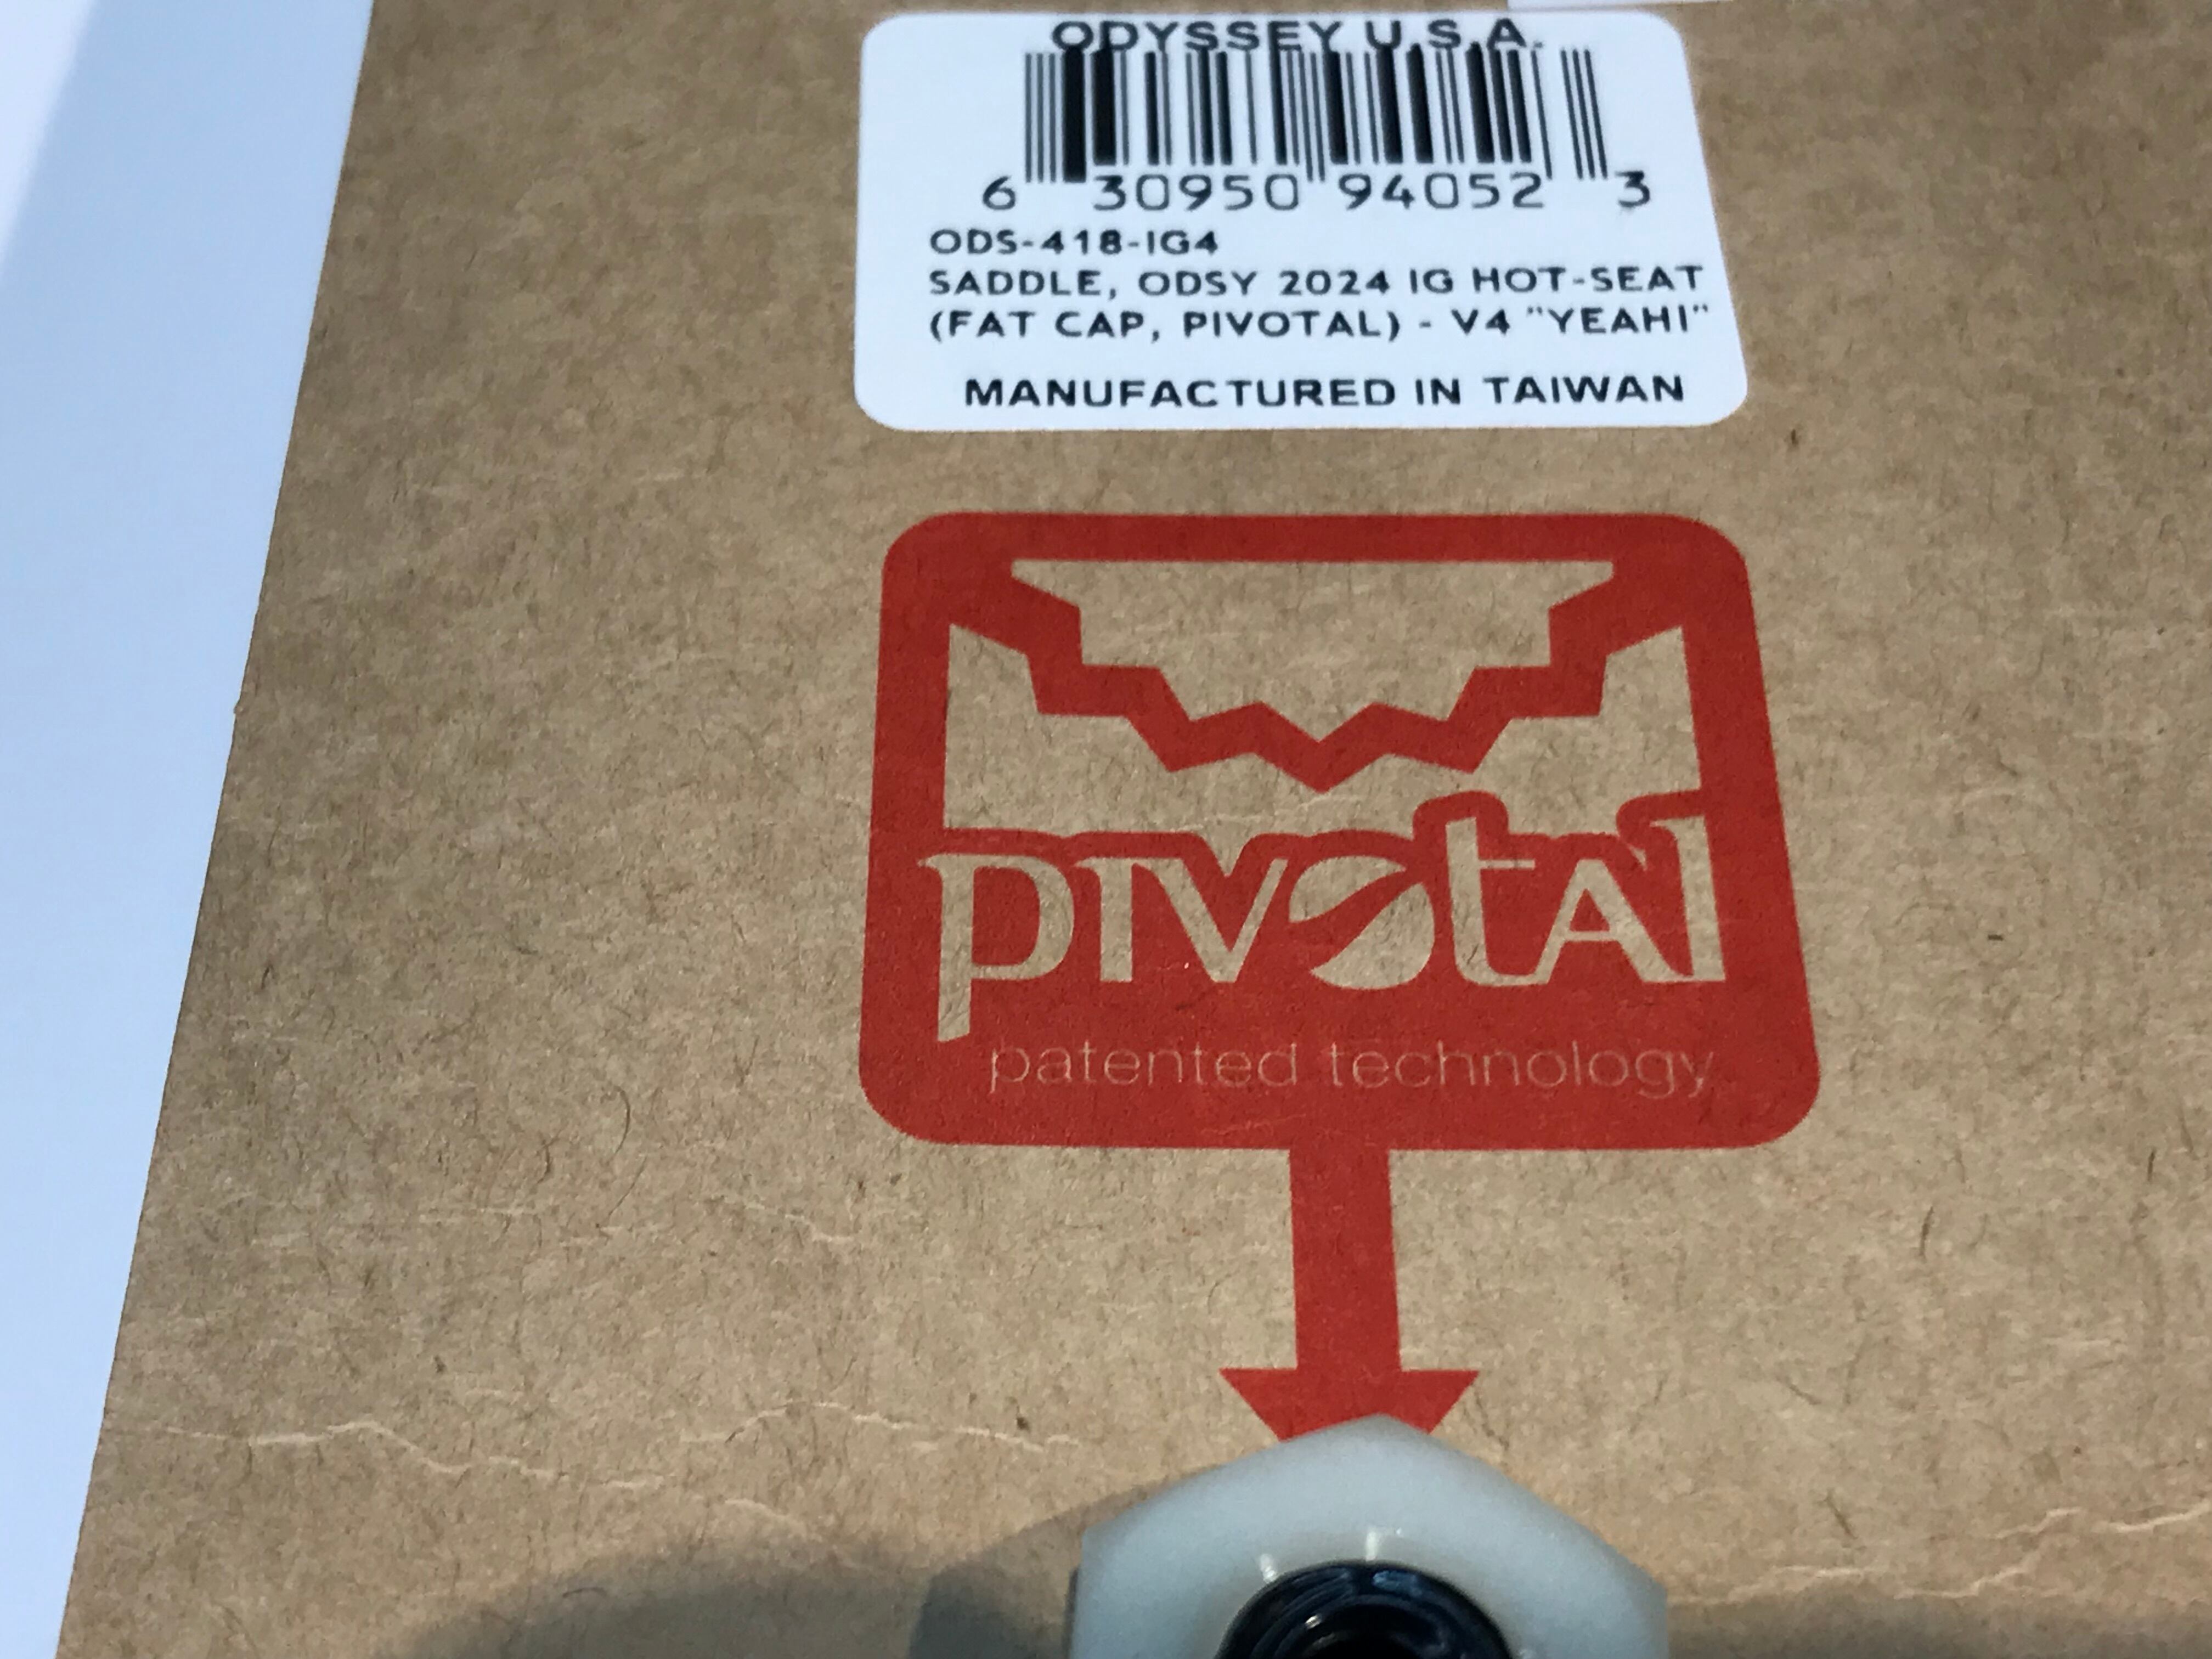 ODYSSEY U.S.A.
6 30950 94052 3
ODS-418-IG4
SADDLE, ODSY 2024 IG HOT-SEAT
(FAT CAP, PIVOTAL) - V4 "YEAH!"
MANUFACTURED IN TAIWAN
pivotal
patented technology